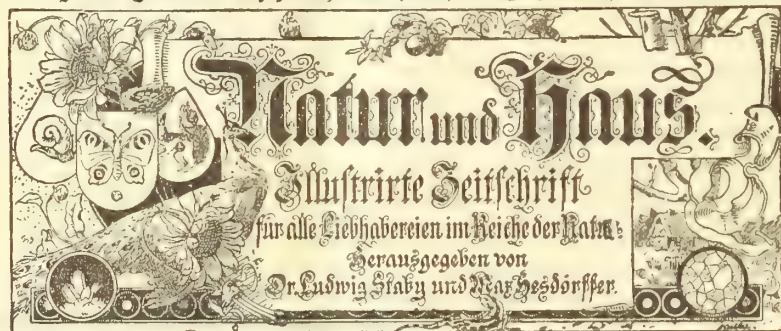 Natur und Haus.
Illustrirte Zeitschrift
für alle Liebhabereien im Reiche der Natur.
Herausgegeben von
Dr. Ludwig Staby und Max Hesdörffer.